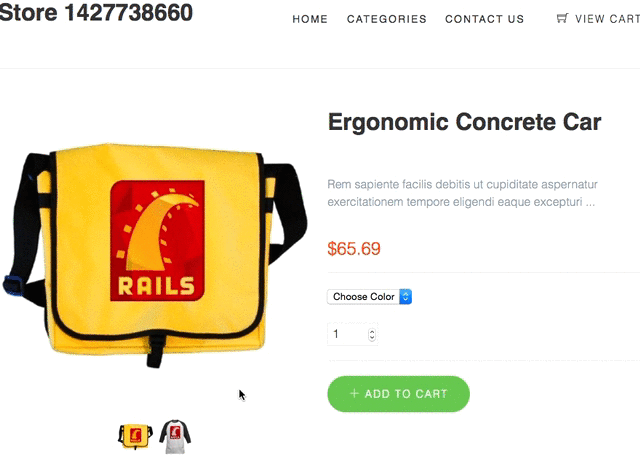 Store 1427738660
HOME CATEGORIES CONTACT US VIEW CART
Ergonomic Concrete Car
Rem sapiente facilis debitis ut cupiditate aspernatur
exercitationem tempore eligendi eaque excepturi ...
$65.69
Choose Color
1
+ ADD TO CART
RAILS
RAILS